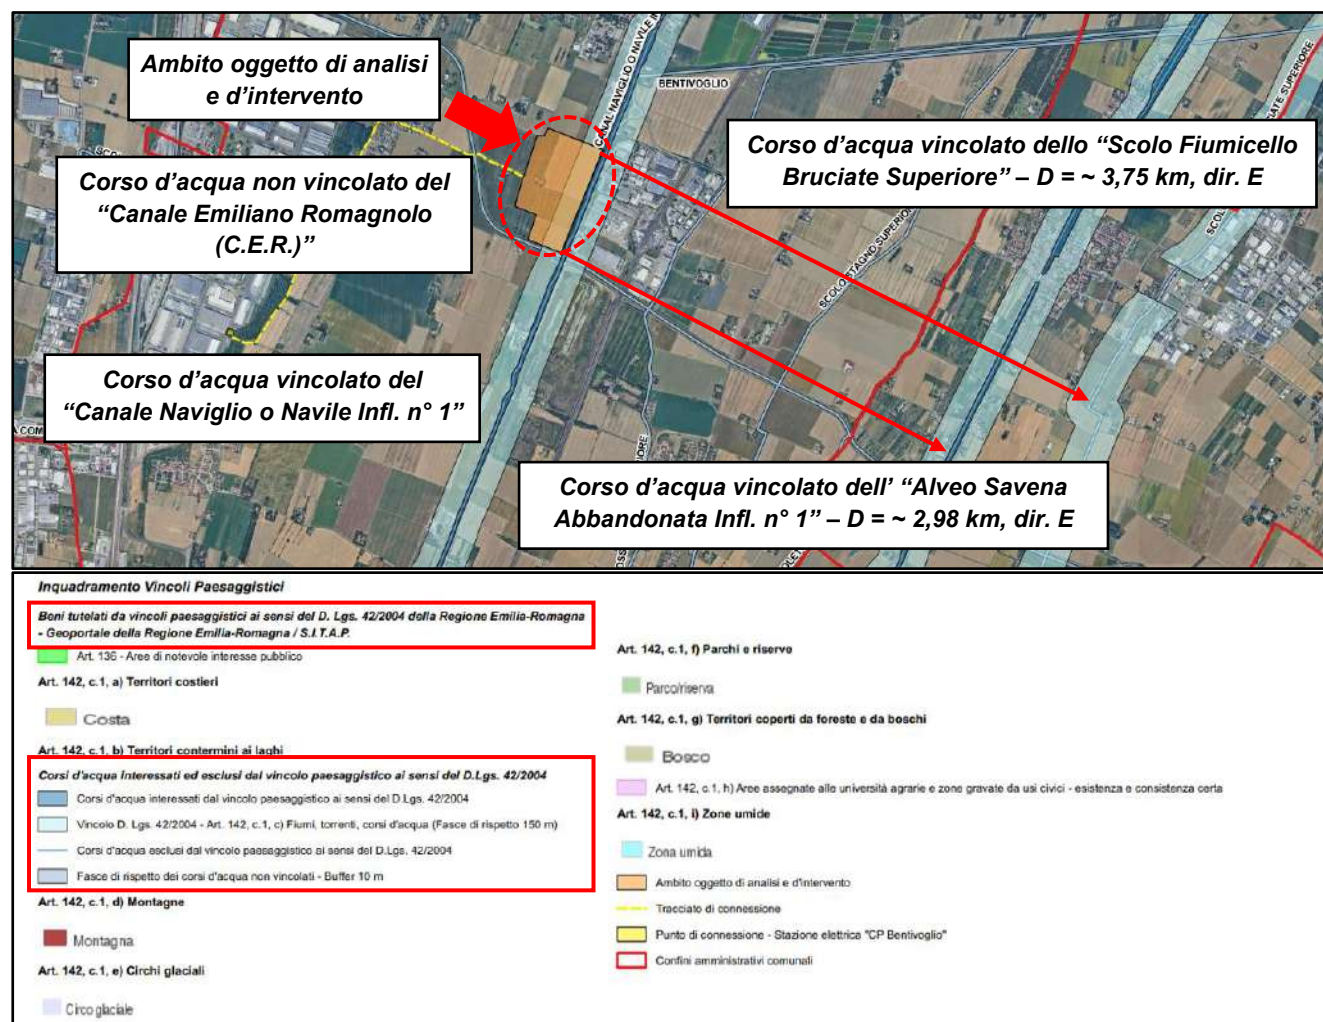 Ambito oggetto di analisi
e d'intervento
Corso d'acqua non vincolato del
“Canale Emiliano Romagnolo
(C.E.R.)”
Corso d'acqua vincolato del
“Canale Naviglio o Navile Infl. n° 1”
Corso d'acqua vincolato dello “Scolo Fiumicello
Bruciate Superiore” – D = ~ 3,75 km, dir. E
Corso d'acqua vincolato dell' “Alveo Savena
Abbandonata Infl. n° 1” – D = ~ 2,98 km, dir. E
CANAL NAVIGLIO O NAVILE
BENTIVOGLIO
SCOLO STAGNO SUPERIORE
Inquadramento Vincoli Paesaggistici
Beni tutelati da vincoli paesaggistici ai sensi del D. Lgs. 42/2004 della Regione Emilia-Romagna
- Geoportale della Regione Emilia-Romagna / S.I.T.A.P.
Art. 136 - Aree di notevole interesse pubblico
Art. 142, c.1, a) Territori costieri
Costa
Art. 142, c.1, b) Territori contermini ai laghi
Corsi d'acqua interessati ed esclusi dal vincolo paesaggistico ai sensi del D.Lgs. 42/2004
Corsi d'acqua interessati dal vincolo paesaggistico ai sensi del D.Lgs. 42/2004
Vincolo D. Lgs. 42/2004 - Art. 142, c.1, c) Fiumi, torrenti, corsi d'acqua (Fasce di rispetto 150 m)
Corsi d'acqua esclusi dal vincolo paesaggistico ai sensi del D.Lgs. 42/2004
Fasce di rispetto dei corsi d'acqua non vincolati - Buffer 10 m
Art. 142, c.1, d) Montagne
Montagna
Art. 142, c.1, e) Circhi glaciali
Circo glaciale
Art. 142, c.1, f) Parchi e riserve
Parco/riserva
Art. 142, c.1, g) Territori coperti da foreste e da boschi
Bosco
Art. 142, c.1, h) Aree assegnate alle università agrarie e zone gravate da usi civici - esistenza e consistenza certa
Art. 142, c.1, i) Zone umide
Zona umida
Ambito oggetto di analisi e d'intervento
Tracciato di connessione
Punto di connessione - Stazione elettrica "CP Bentivoglio"
Confini amministrativi comunali